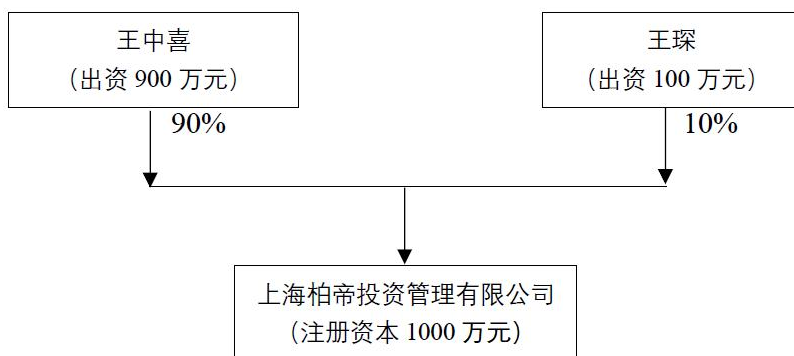 王中喜
（出资 900 万元）
王琛
（出资 100 万元）
90%
10%
上海柏帝投资管理有限公司
（注册资本 1000 万元）